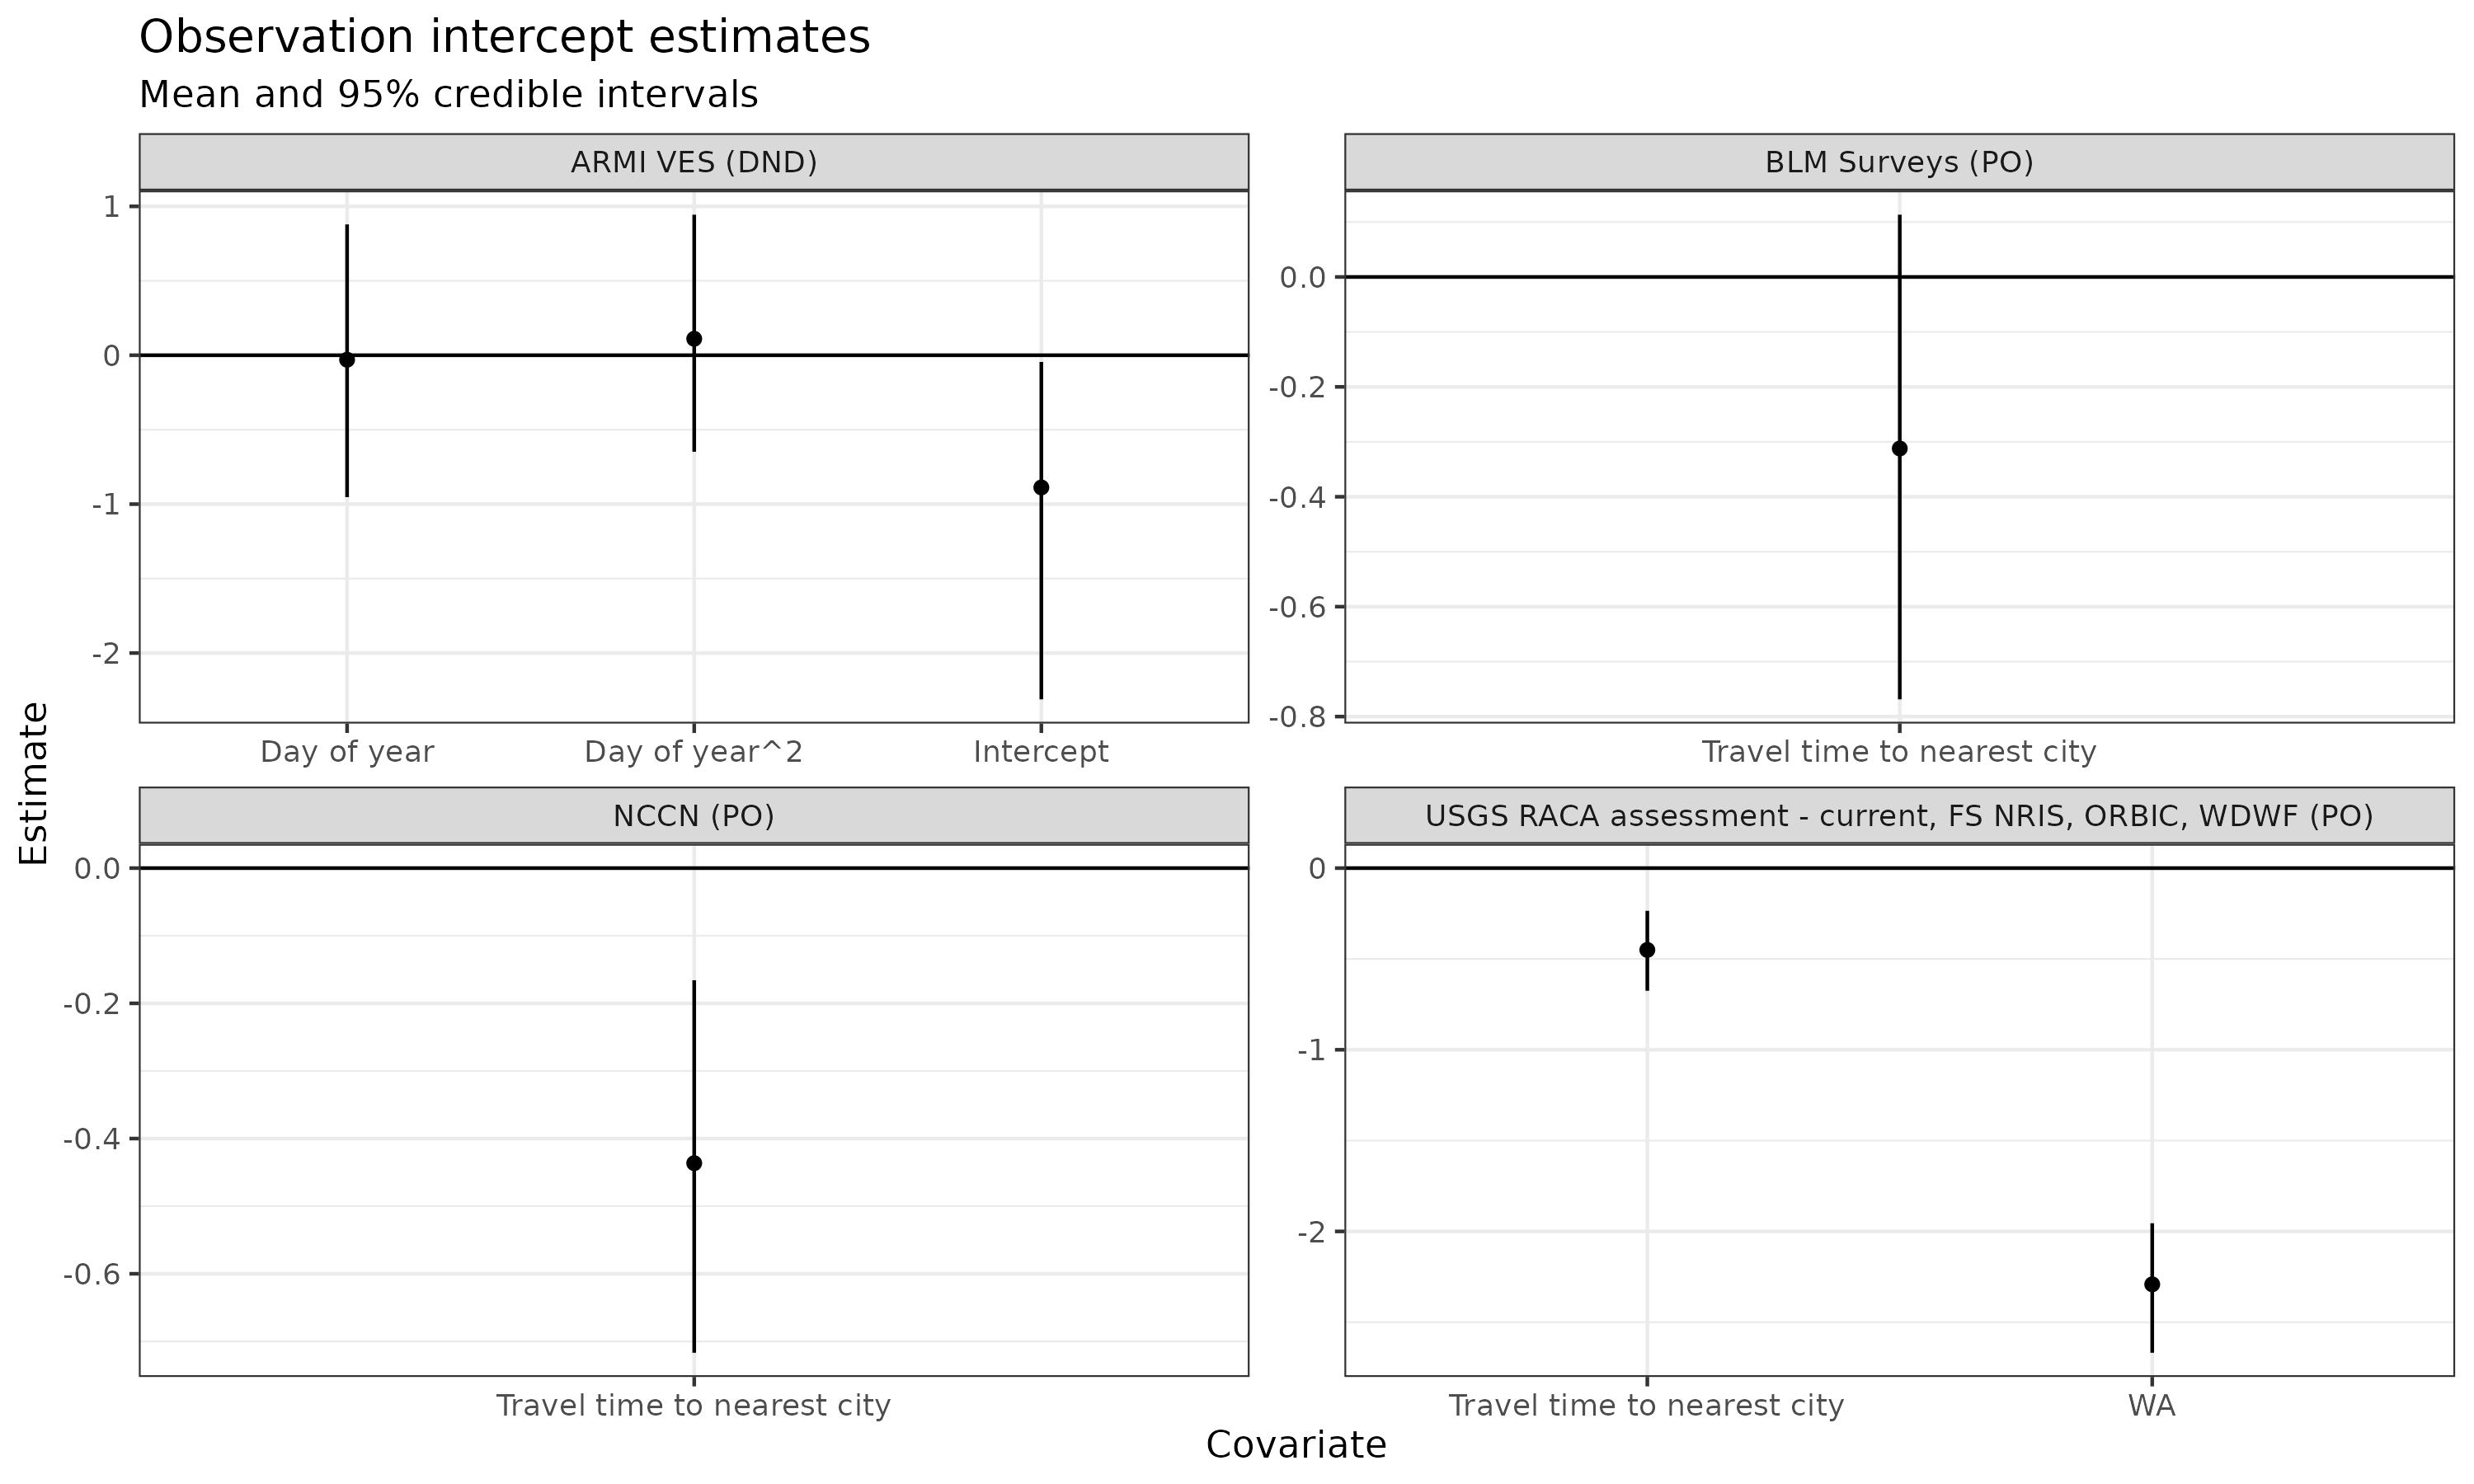 Observation intercept estimates
Mean and 95% credible intervals
ARMI VES (DND)
BLM Surveys (PO)
1
0
-1
-2
0.0
-0.2
-0.4
-0.6
-0.8
Day of year
Day of year^2
Intercept
Travel time to nearest city
Estimate
NCCN (PO)
USGS RACA assessment - current, FS NRIS, ORBIC, WDWF (PO)
0.0
-0.2
-0.4
-0.6
0
-1
-2
Travel time to nearest city
Travel time to nearest city
WA
Covariate